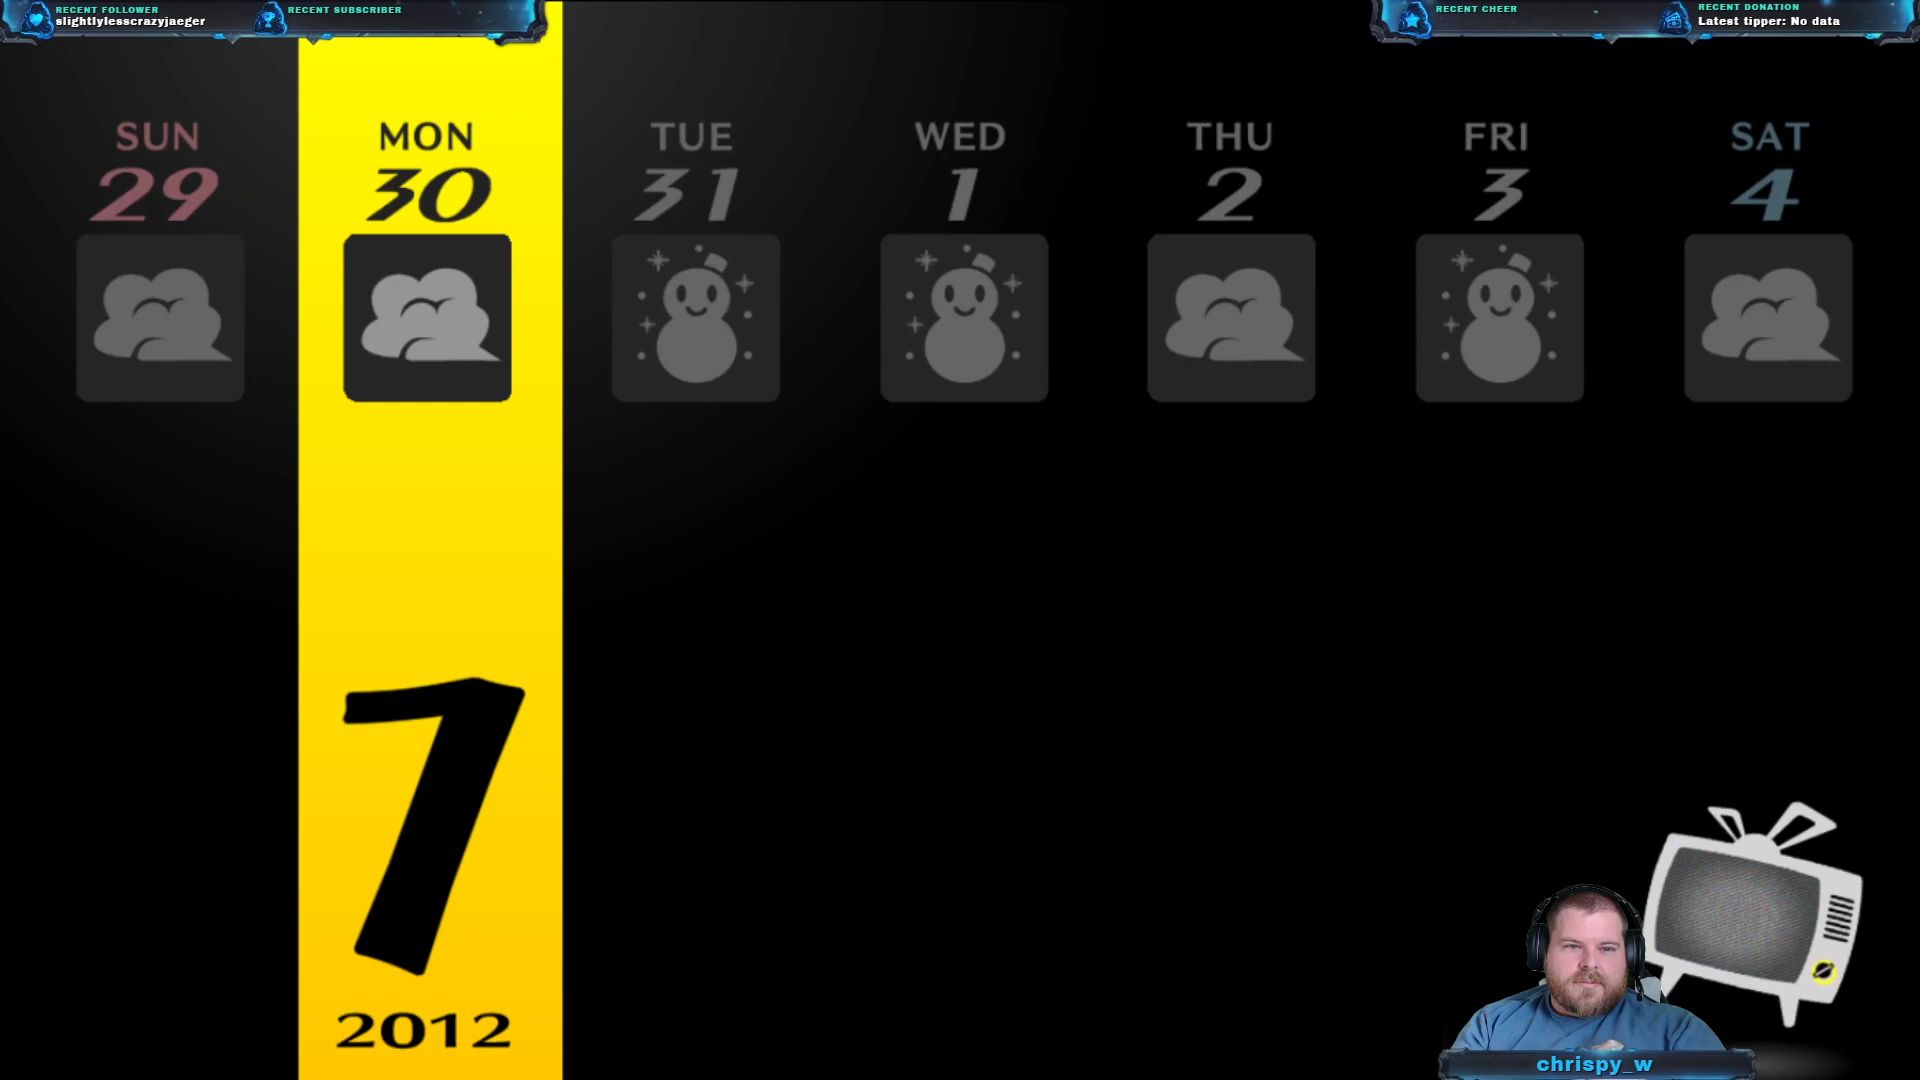 RECENT FOLLOWER
slightlylesscrazyjaeger
RECENT SUBSCRIBER
RECENT CHEER
RECENT DONATION
Latest tipper: No data
SUN MON TUE WED THU FRI SAT
29 30 31 1 2 3 4
1
2012
chrispy_w